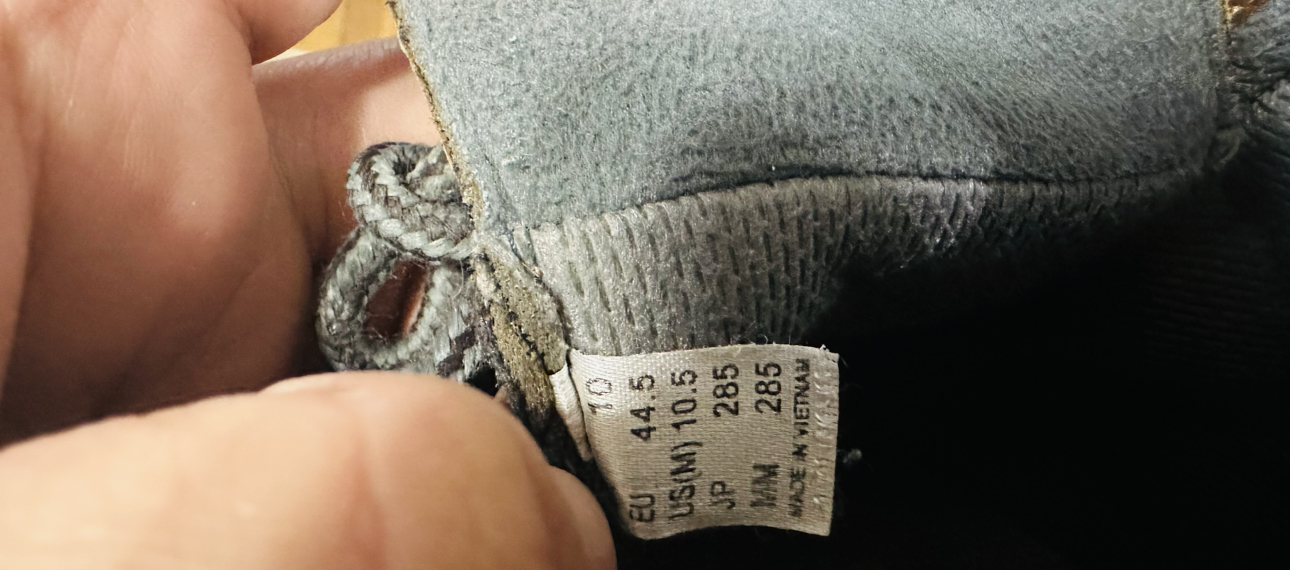 10
EU 44.5
US(M) 10.5
JP 285
MM 285
MADE IN VIETNAM